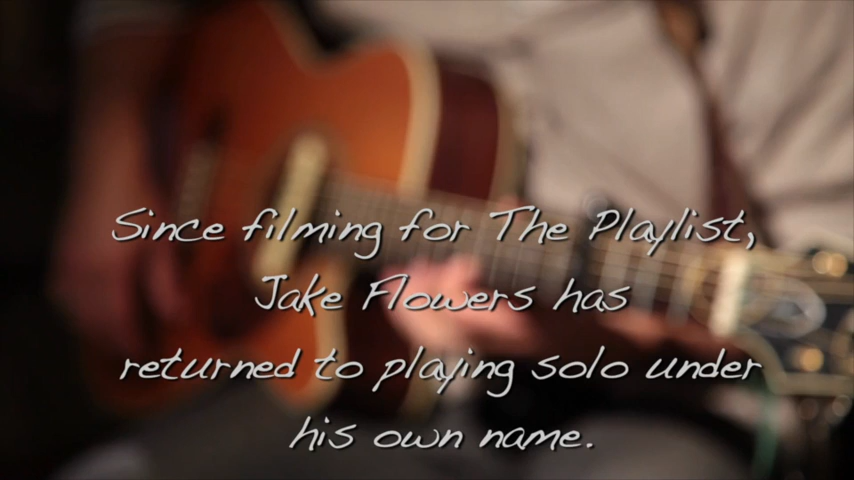 Since filming for The Playlist,
Jake Flowers has
returned to playing solo under
his own name.